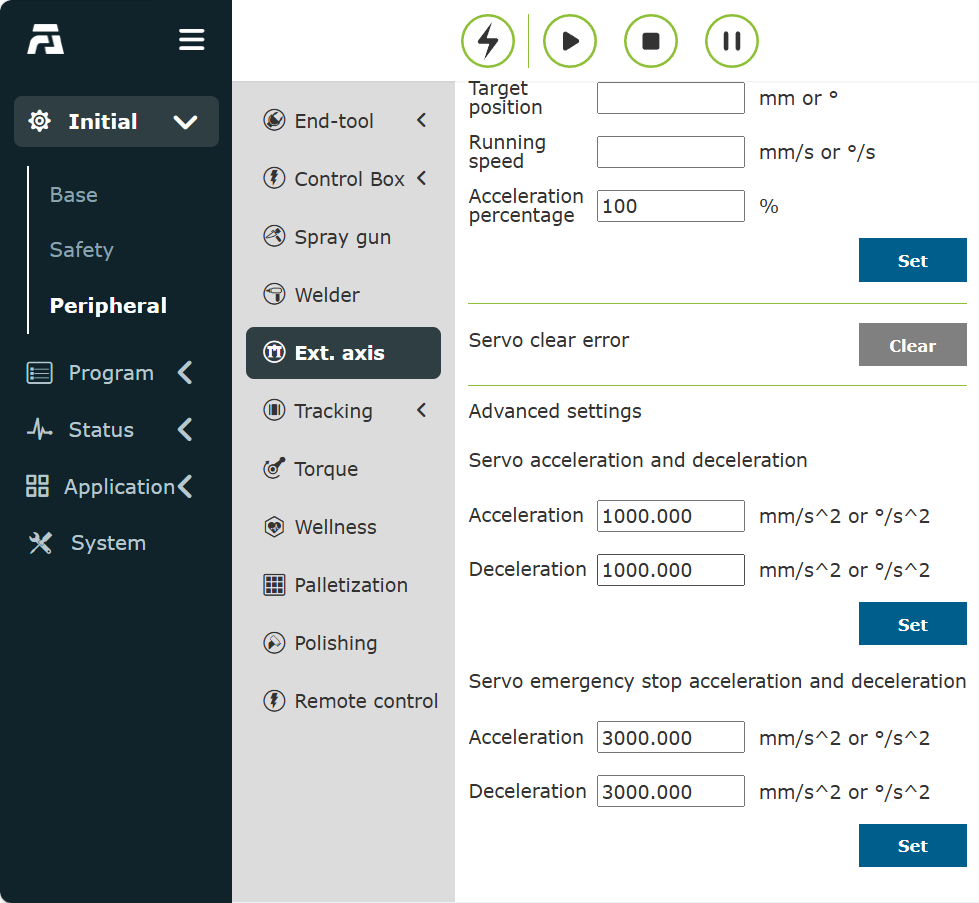 Initial
Base
Safety
Peripheral
Program
Status
Application
System
End-tool
Control Box
Spray gun
Welder
Ext. axis
Tracking
Torque
Wellness
Palletization
Polishing
Remote control
Target position mm or °
Running speed mm/s or °/s
Acceleration percentage 100 %
Set
Servo clear error Clear
Advanced settings
Servo acceleration and deceleration
Acceleration 1000.000 mm/s^2 or °/s^2
Deceleration 1000.000 mm/s^2 or °/s^2
Set
Servo emergency stop acceleration and deceleration
Acceleration 3000.000 mm/s^2 or °/s^2
Deceleration 3000.000 mm/s^2 or °/s^2
Set